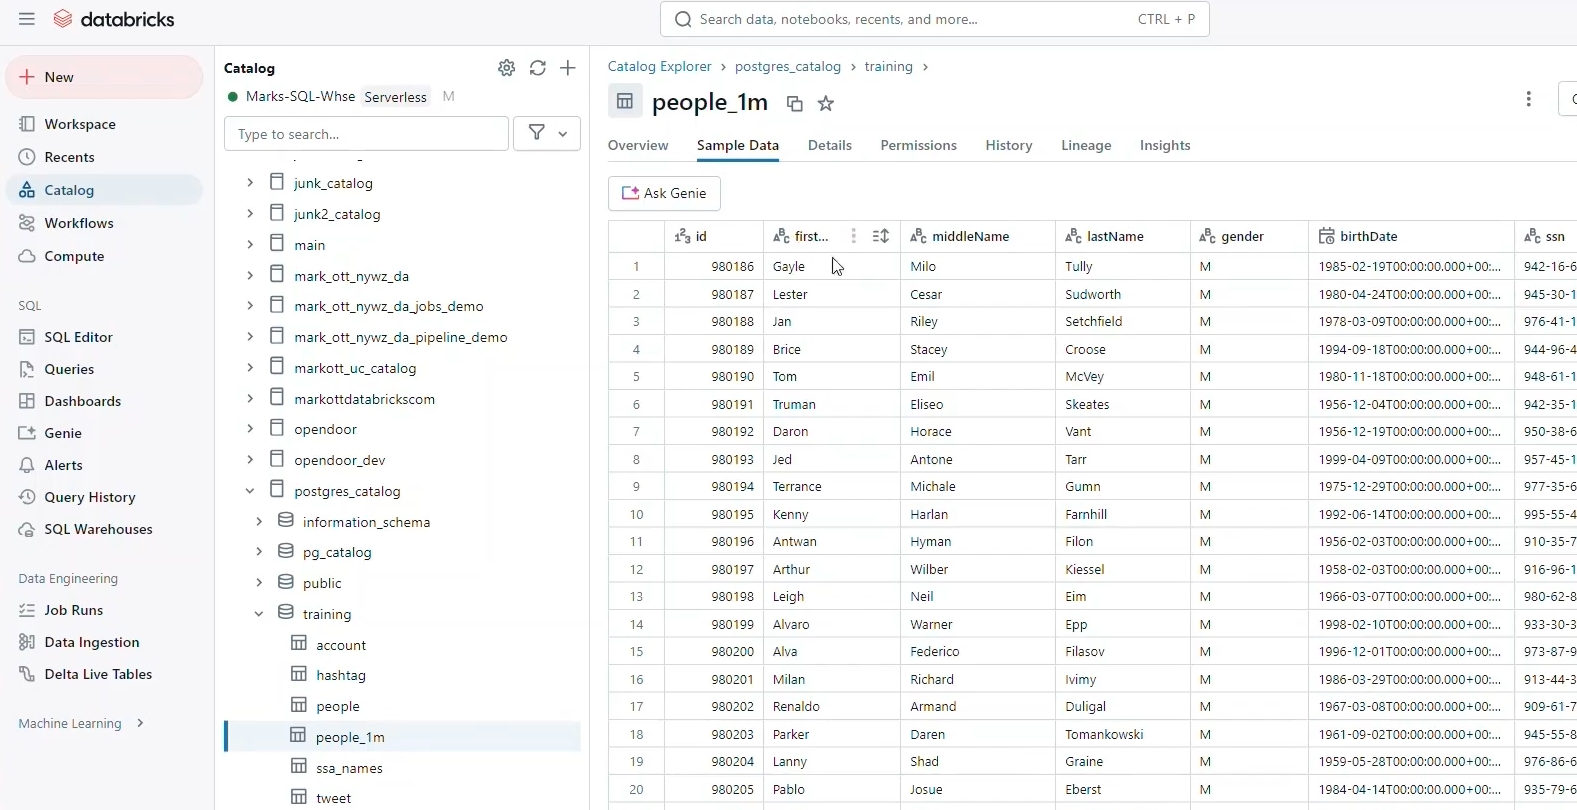 databricks
Search data, notebooks, recents, and more...
CTRL + P
New
Workspace
Recents
Catalog
Workflows
Compute
SQL
SQL Editor
Queries
Dashboards
Genie
Alerts
Query History
SQL Warehouses
Data Engineering
Job Runs
Data Ingestion
Delta Live Tables
Machine Learning
Catalog
Marks-SQL-Whse Serverless M
Type to search...
junk_catalog
junk2_catalog
main
mark_ott_nywz_da
mark_ott_nywz_da_jobs_demo
mark_ott_nywz_da_pipeline_demo
markott_uc_catalog
markottdatabrickscom
opendoor
opendoor_dev
postgres_catalog
information_schema
pg_catalog
public
training
account
hashtag
people
people_1m
ssa_names
tweet
Catalog Explorer > postgres_catalog > training >
people_1m
Overview Sample Data Details Permissions History Lineage Insights
Ask Genie
id first... middleName lastName gender birthDate ssn
1 980186 Gayle Milo Tully M 1985-02-19T00:00:00.000+00:... 942-16-6
2 980187 Lester Cesar Sudworth M 1980-04-24T00:00:00.000+00:... 945-30-1
3 980188 Jan Riley Setchfield M 1978-03-09T00:00:00.000+00:... 976-41-1
4 980189 Brice Stacey Croose M 1994-09-18T00:00:00.000+00:... 944-96-4
5 980190 Tom Emil McVey M 1980-11-18T00:00:00.000+00:... 948-61-1
6 980191 Truman Eliseo Skeates M 1956-12-04T00:00:00.000+00:... 942-35-1
7 980192 Daron Horace Vant M 1956-12-19T00:00:00.000+00:... 950-38-6
8 980193 Jed Antone Tarr M 1999-04-09T00:00:00.000+00:... 957-45-1
9 980194 Terrance Michale Gumn M 1975-12-29T00:00:00.000+00:... 977-35-6
10 980195 Kenny Harlan Farnhill M 1992-06-14T00:00:00.000+00:... 995-55-4
11 980196 Antwan Hyman Filon M 1956-02-03T00:00:00.000+00:... 910-35-7
12 980197 Arthur Wilber Kiessel M 1958-02-03T00:00:00.000+00:... 916-96-1
13 980198 Leigh Neil Eim M 1966-03-07T00:00:00.000+00:... 980-62-8
14 980199 Alvaro Warner Epp M 1998-02-10T00:00:00.000+00:... 933-30-3
15 980200 Alva Federico Filasov M 1996-12-01T00:00:00.000+00:... 973-87-9
16 980201 Milan Richard Ivimy M 1986-03-29T00:00:00.000+00:... 913-44-3
17 980202 Renaldo Armand Duligal M 1967-03-08T00:00:00.000+00:... 909-61-7
18 980203 Parker Daren Tomankowski M 1961-09-02T00:00:00.000+00:... 945-55-8
19 980204 Lanny Shad Graine M 1959-05-28T00:00:00.000+00:... 976-86-6
20 980205 Pablo Josue Eberst M 1984-04-14T00:00:00.000+00:... 935-79-6